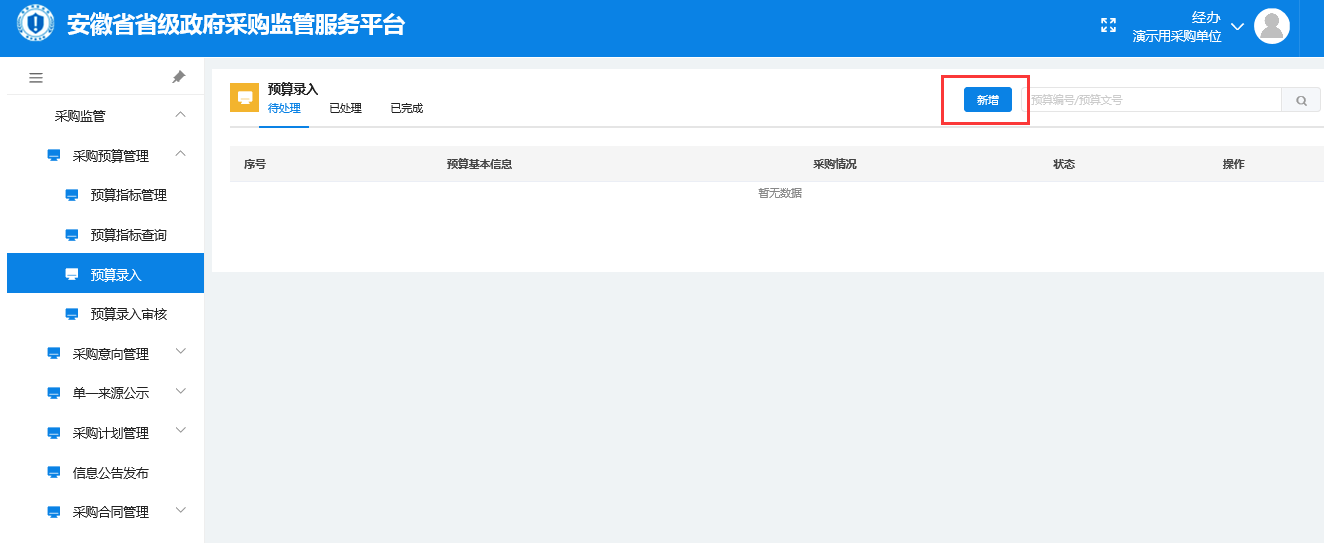 安徽省省级政府采购监管服务平台
经办
演示用采购单位
采购监管
采购预算管理
预算指标管理
预算指标查询
预算录入
预算录入审核
采购意向管理
单一来源公示
采购计划管理
信息公告发布
采购合同管理
预算录入
待处理 已处理 已完成
新增 预算编号/预算文号
序号 预算基本信息 采购情况 状态 操作
暂无数据